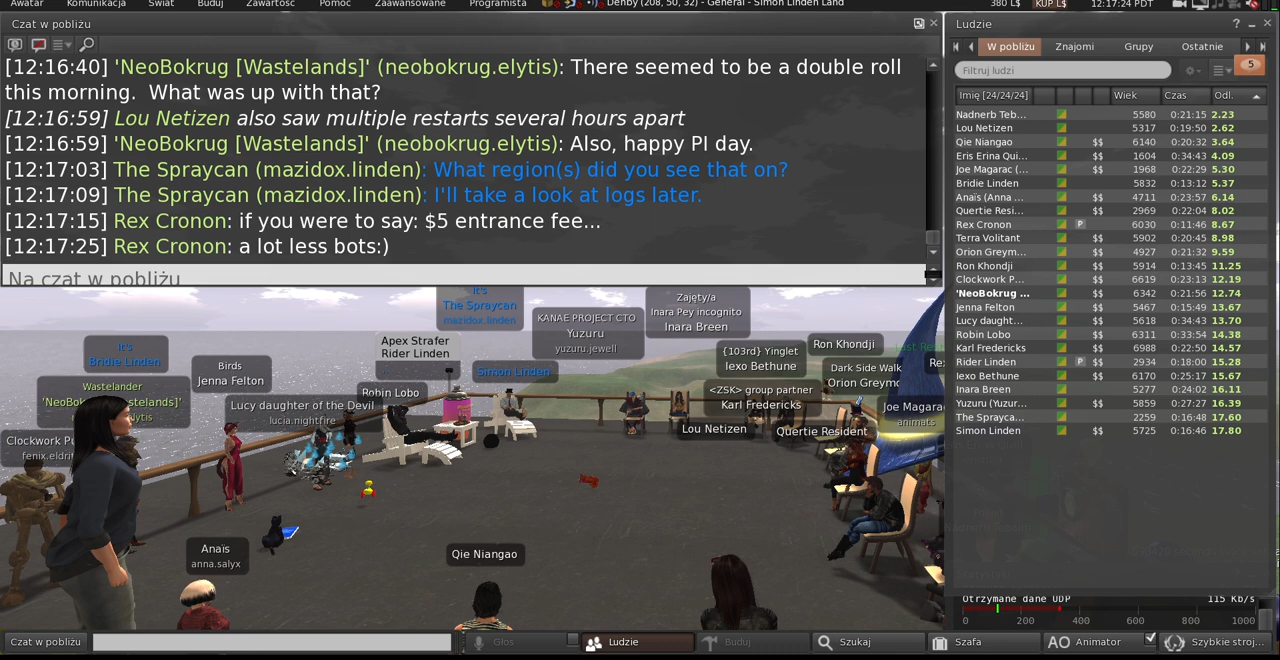 Awatar Komunikacja Świat Buduj Zawartość Pomoc Zaawansowane Programista Denby (208, 50, 32) - General - Simon Linden Land 380 L$ KUP L$ 12:17:24 PDT
Czat w pobliżu
[12:16:40] 'NeoBokrug [Wastelands]' (neobokrug.elytis): There seemed to be a double roll
this morning.  What was up with that?
[12:16:59] Lou Netizen also saw multiple restarts several hours apart
[12:16:59] 'NeoBokrug [Wastelands]' (neobokrug.elytis): Also, happy PI day.
[12:17:03] The Spraycan (mazidox.linden): What region(s) did you see that on?
[12:17:09] The Spraycan (mazidox.linden): I'll take a look at logs later.
[12:17:15] Rex Cronon: if you were to say: $5 entrance fee...
[12:17:25] Rex Cronon: a lot less bots:)
Na czat w pobliżu
Ludzie
W pobliżu Znajomi Grupy Ostatnie
Filtruj ludzi
5
Imię [24/24/24] Wiek Czas Odl.
Nadnerb Teb... 5580 0:21:15 2.23
Lou Netizen 5317 0:19:50 2.62
Qie Niangao $$ 6140 0:20:32 3.64
Eris Erina Qui... $$ 1604 0:34:43 4.09
Joe Magarac (... $$ 1968 0:22:29 5.30
Bridie Linden 5832 0:13:12 5.37
Anaïs (Anna ... $$ 4711 0:23:57 6.14
Quertie Resi... $$ 2969 0:22:04 8.02
Rex Cronon P 6030 0:11:46 8.67
Terra Volitant $$ 5902 0:20:45 8.98
Orion Greym... $$ 4927 0:21:32 9.59
Ron Khondji $$ 5914 0:13:45 11.25
Clockwork P... $$ 6619 0:23:13 12.19
'NeoBokrug ... $$ 6342 0:21:56 12.74
Jenna Felton $$ 5467 0:15:49 13.67
Lucy daught... $$ 5618 0:34:43 13.70
Robin Lobo $$ 6311 0:33:54 14.38
Karl Fredericks $$ 6988 0:22:50 14.57
Rider Linden P $$ 2934 0:18:00 15.28
Iexo Bethune $$ 6170 0:25:17 15.67
Inara Breen 5277 0:24:02 16.11
Yuzuru (Yuzur... $$ 5859 0:27:27 16.39
The Sprayca... 2259 0:16:48 17.60
Simon Linden $$ 5725 0:16:46 17.80
It's
The Spraycan
mazidox.linden
Zajęty/a
Inara Pey incognito
Inara Breen
KANAE PROJECT CTO
Yuzuru
yuzuru.jewell
It's
Bridie Linden
Apex Strafer
Rider Linden
Ron Khondji
{103rd} Yinglet
Iexo Bethune
Birds
Jenna Felton
Simon Linden
Dark Side Walk
Orion Greymo
Wastelander
'NeoBokrug [Wastelands]'
Robin Lobo
<ZSK> group partner
Karl Fredericks
Lucy daughter of the Devil
lucia.nightfire
Joe Magarac
animats
Lou Netizen
Quertie Resident
Clockwork Pu
fenix.eldrit
Anaïs
anna.salyx
Qie Niangao
Otrzymane dane UDP 115 Kb/s
0 200 400 600 800 1000
Czat w pobliżu Głos Ludzie Buduj Szukaj Szafa AO Animator Szybkie stroj...